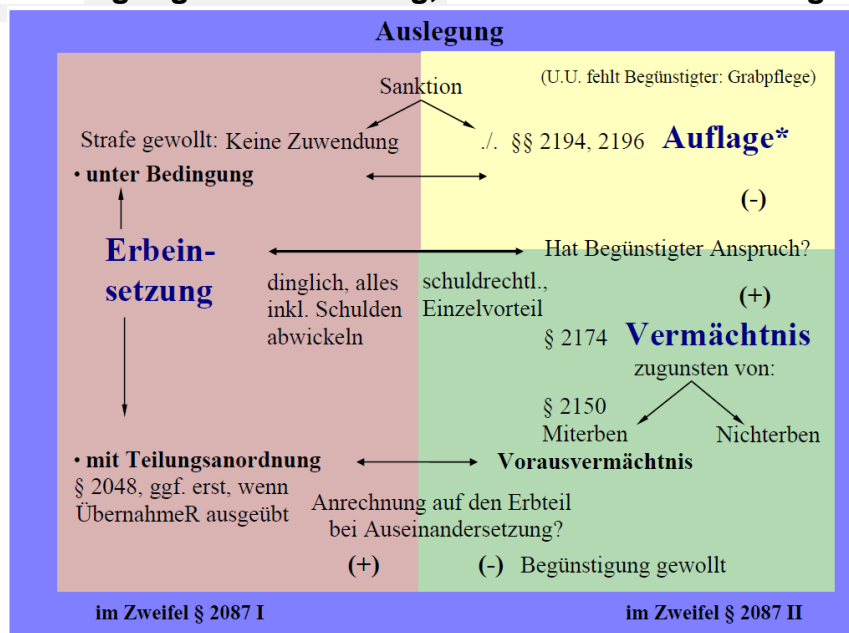 Auslegung
(U.U. fehlt Begünstigter: Grabpflege)
Sanktion
Strafe gewollt: Keine Zuwendung
./. §§ 2194, 2196 Auflage*
• unter Bedingung
(-)
Erbein-
setzung
Hat Begünstigter Anspruch?
dinglich, alles
inkl. Schulden
abwickeln
schuldrechtl.,
Einzelvorteil
(+)
§ 2174 Vermächtnis
zugunsten von:
§ 2150
Miterben
Nichterben
• mit Teilungsanordnung
Vorausvermächtnis
§ 2048, ggf. erst, wenn
ÜbernahmeR ausgeübt
Anrechnung auf den Erbteil
bei Auseinandersetzung?
(+)
(-) Begünstigung gewollt
im Zweifel § 2087 I
im Zweifel § 2087 II